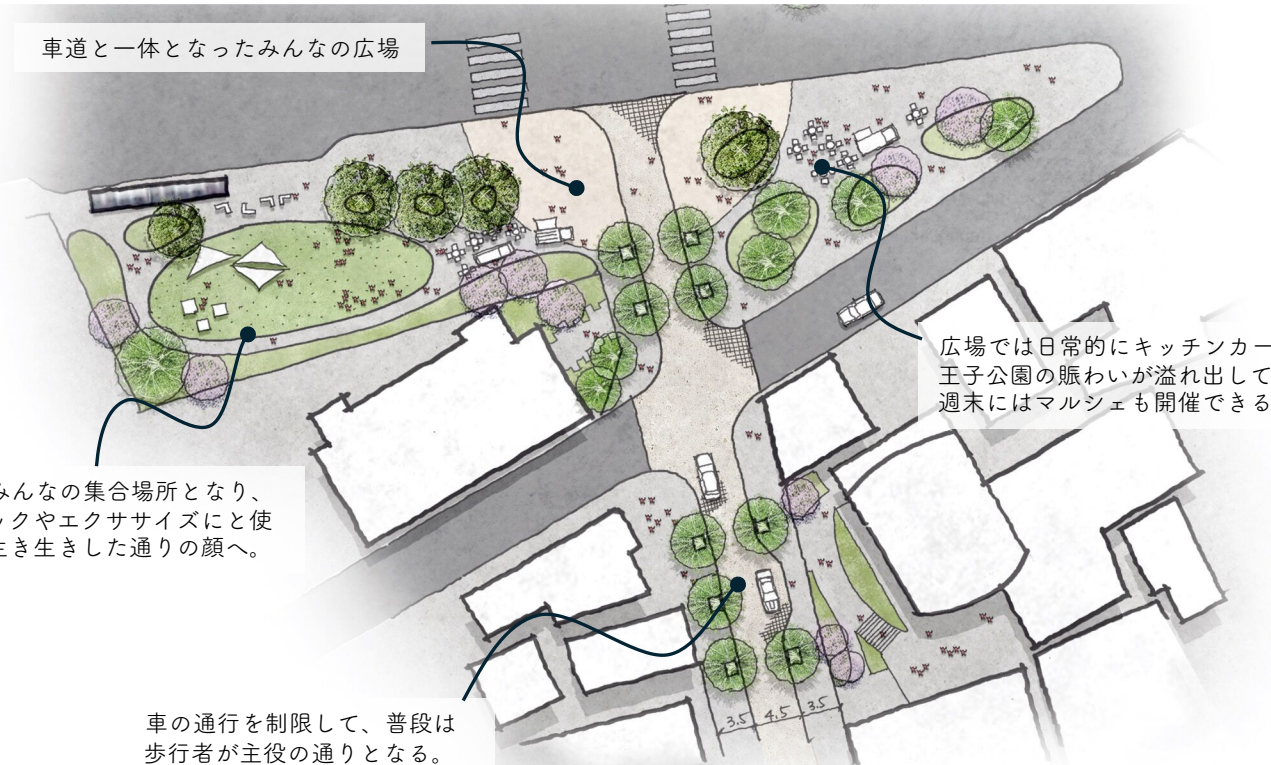 車道と一体となったみんなの広場
広場では日常的にキッチンカー
王子公園の賑わいが溢れ出して
週末にはマルシェも開催できる
みんなの集合場所となり、
ックやエクササイズにと使
生き生きした通りの顔へ。
車の通行を制限して、普段は
歩行者が主役の通りとなる。
3.5 4.5 3.5